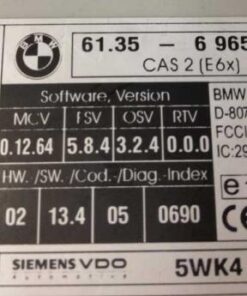 BMW
61.35 - 6 965
CAS 2 (E6x)
Software, Version
MCV FSV OSV RTV
0.12.64 5.8.4 3.2.4 0.0.0
HW. /SW. /Cod.-/Diag.-Index
02 13.4 05 0690
BMW
D-807
FCC
IC:29
SIEMENS VDO
Automotive
5WK4